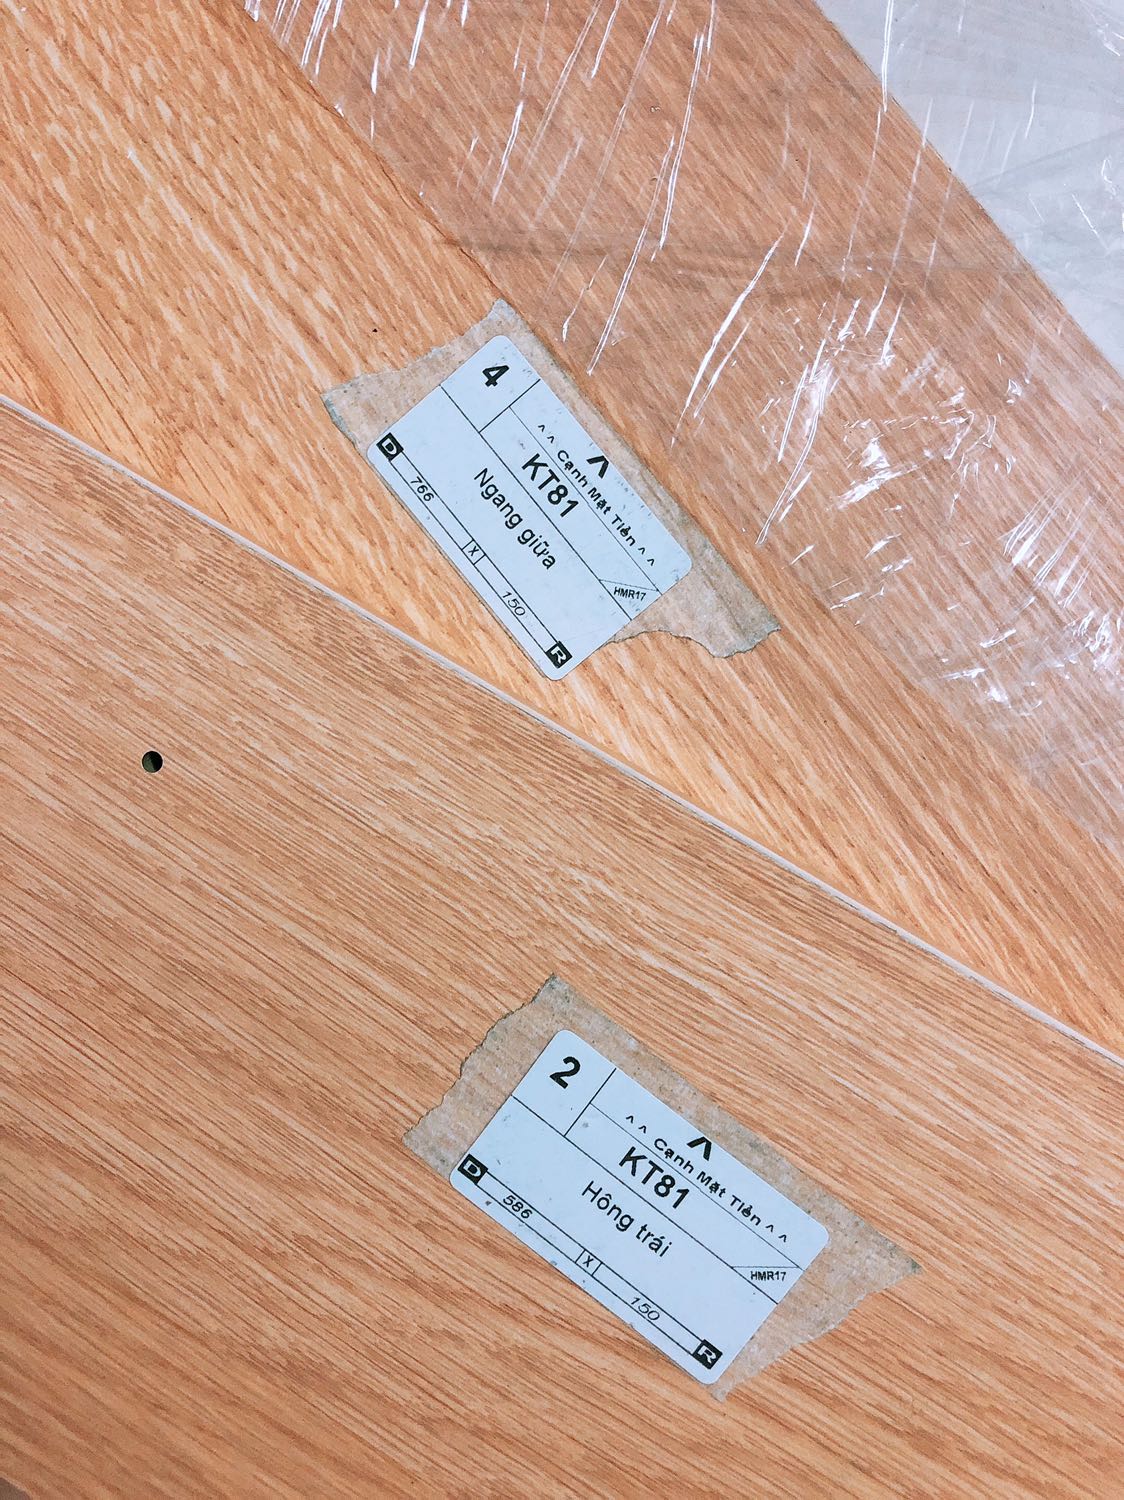 4
^ ^ Cạnh Mặt Tiền ^ ^
KT81
Ngang giữa
HMR17
D 766 X 150 R
2
^ ^ Cạnh Mặt Tiền ^ ^
KT81
Hông trái
HMR17
D 586 X 150 R